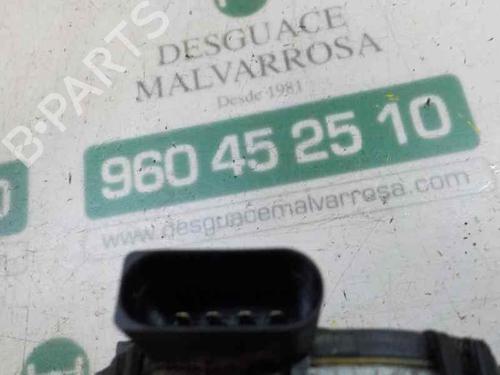 DESGUACE
MALVARROSA
Desde 1981
960 45 25 10
www.desguacemalvarrosa.com
B-PARTS